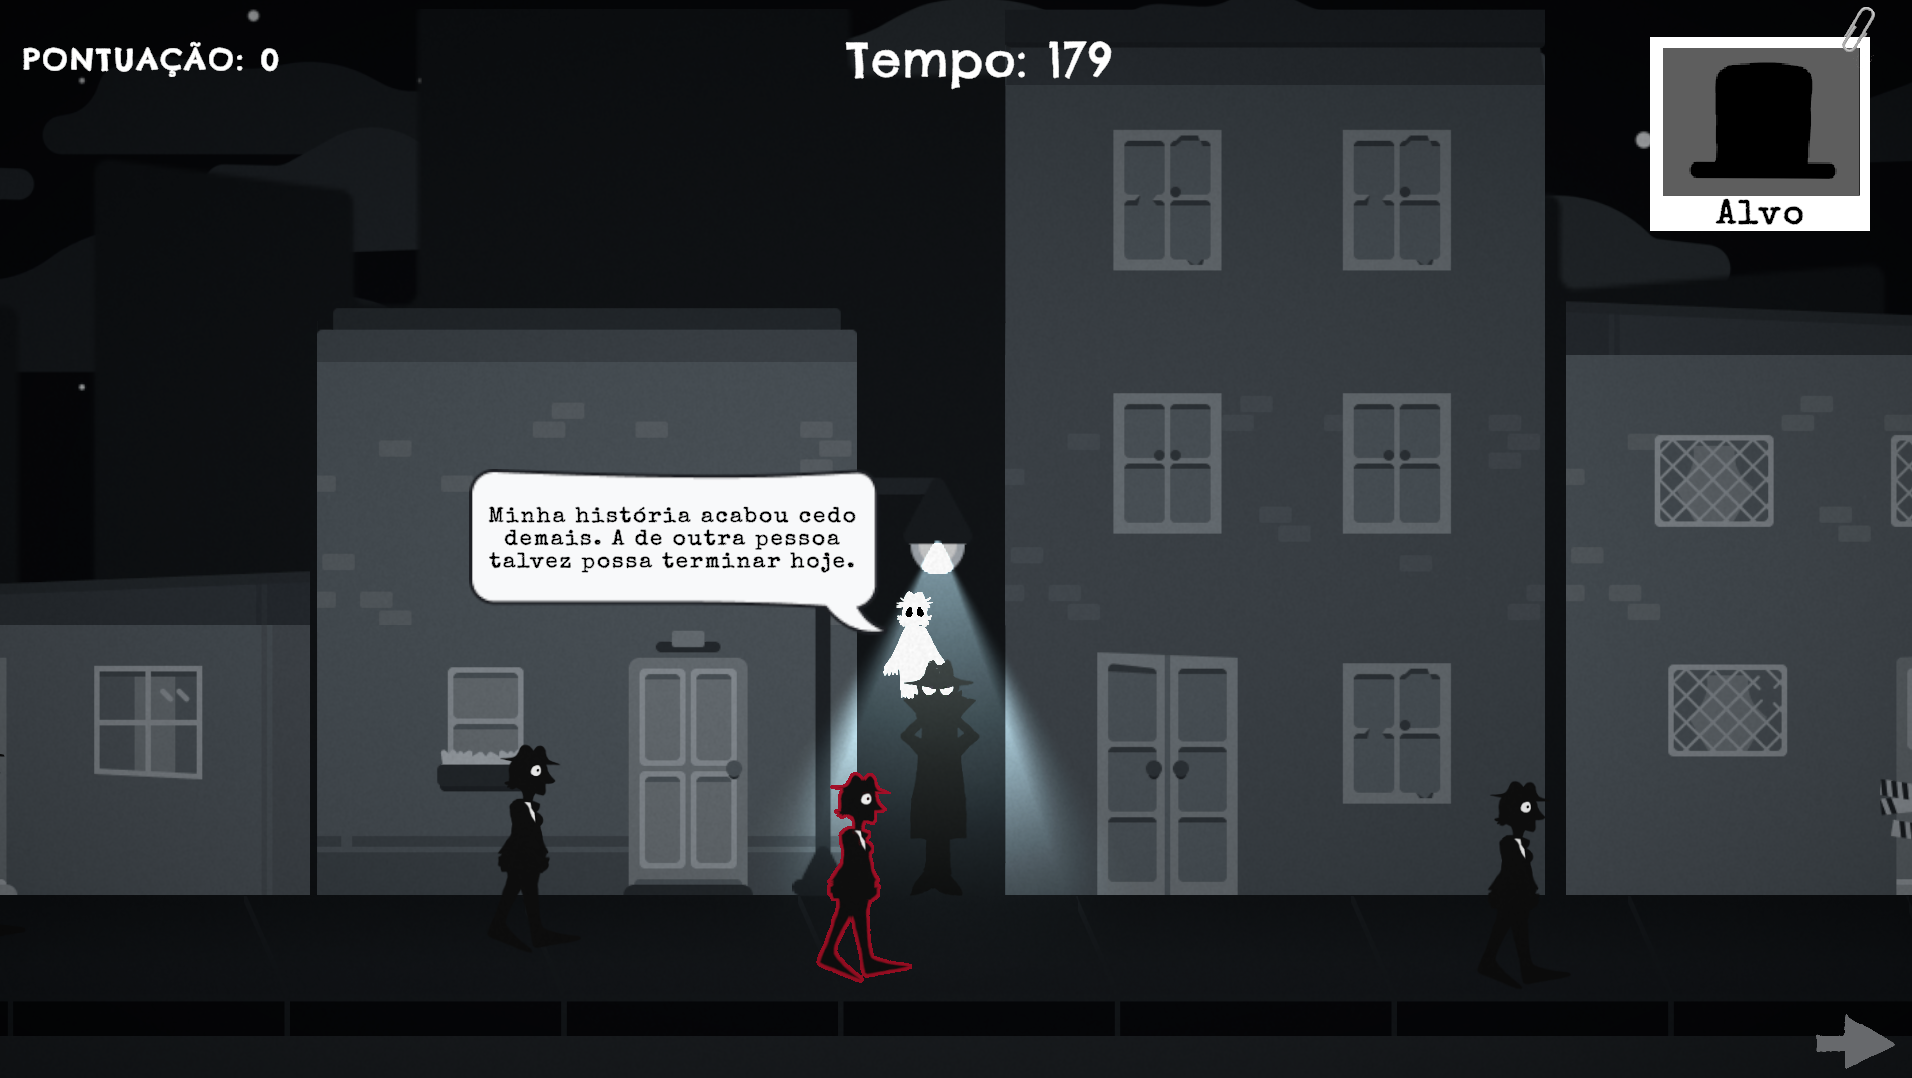 PONTUAÇÃO: 0
Tempo: 179
Alvo
Minha história acabou cedo
demais. A de outra pessoa
talvez possa terminar hoje.